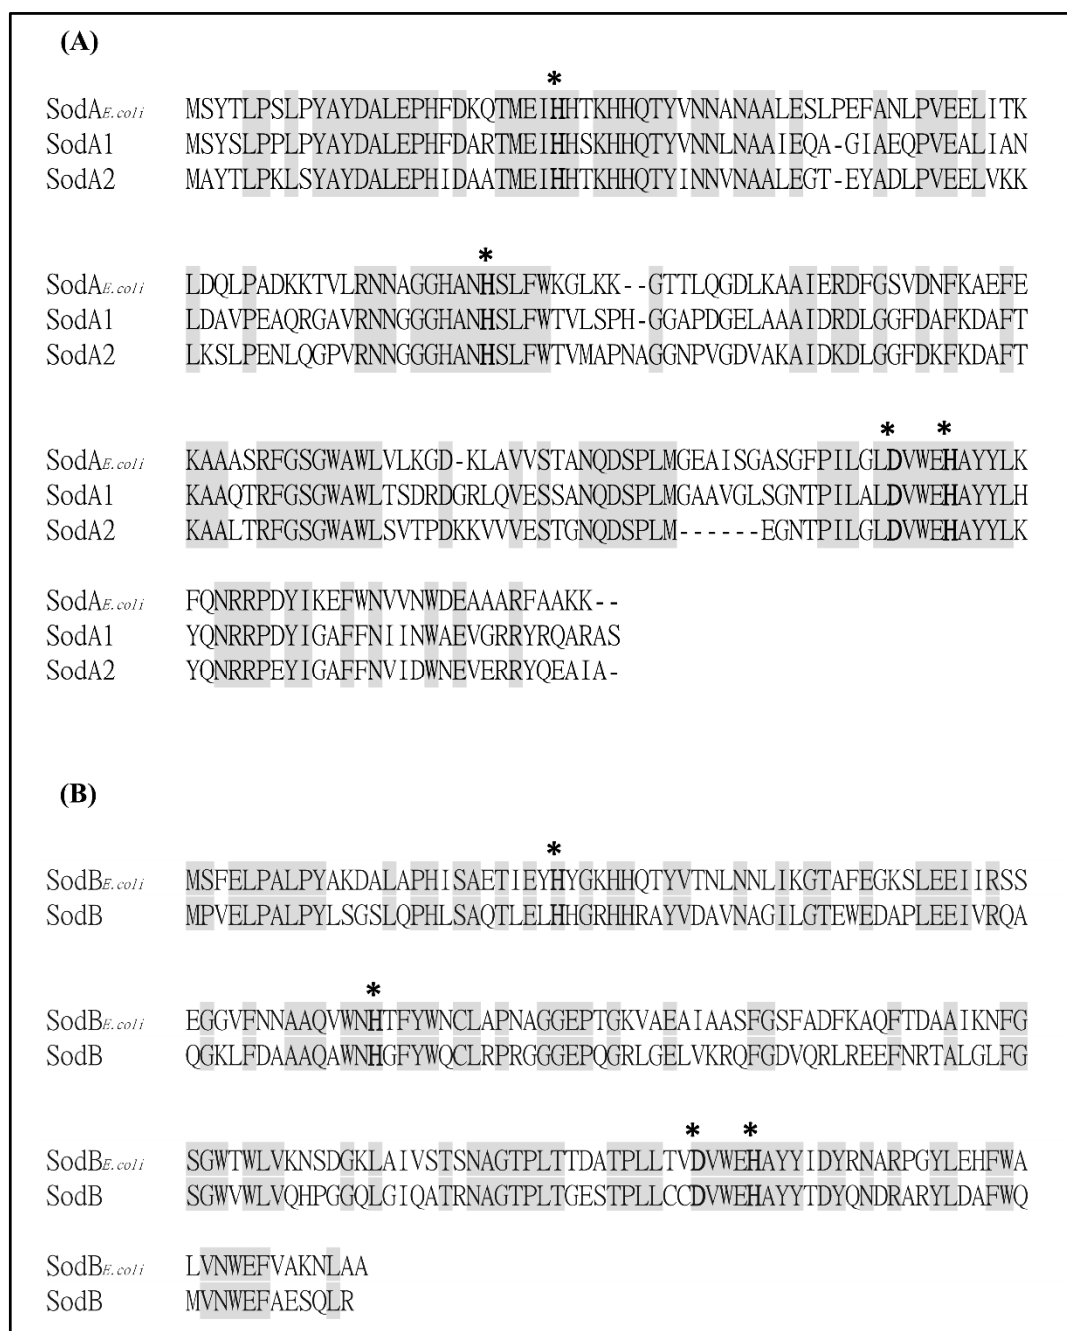 (A)
*
SodAE.coli MSYTLPSLPYAYDALEPHFDKQTMEIHHTKHHQTYVNNANAALESLPEFANLPVEELITK
SodA1 MSYSLPPLPYAYDALEPHFDARTMEIHHSKHHQTYVNNLNAAIEQA-GIAEQPVEALIAN
SodA2 MAYTLPKLSYAYDALEPHIDAATMEIHHTKHHQTYINNVNAALEGT-EYADLPVEELVKK
*
SodAE.coli LDQLPADKKTVLRNNAGGHANHSLFWKGLKK--GTTLQGDLKAAIERDFGSVDNFKAEFE
SodA1 LDAVPEAQRGAVRNNGGGHANHSLFWTVLSPH-GGAPDGELAAAIDRDLGGFDAFKDAFT
SodA2 LKSLPENLQGPVRNNGGGHANHSLFWTVMAPNAGGNPVGDVAKAIDKDLGGFDKFKDAFT
* *
SodAE.coli KAAASRFGSGWAWLVLKGD-KLAVVSTANQDSPLMGEAISGASGFPILGLDVWEHAYYLK
SodA1 KAAQTRFGSGWAWLTSDRDGRLQVESSANQDSPLMGAAVGLSGNTPILALDVWEHAYYLH
SodA2 KAALTRFGSGWAWLSVTPDKKVVVESTGNQDSPLM------EGNTPILGLDVWEHAYYLK
SodAE.coli FQNRRPDYIKEFWNVVNWDEAAARFAAKK--
SodA1 YQNRRPDYIGAFFNIINWAEVGRRYRQARAS
SodA2 YQNRRPEYIGAFFNVIDWNEVERRYQEAIA-
(B)
*
SodBE.coli MSFELPALPYAKDALAPHISAETIEYHYGKHHQTYVTNLNNLIKGTAFEGKSLEEIIRSS
SodB MPVELPALPYLSGSLQPHLSAQTLELHHGRHHRAYVDAVNAGILGTEWEDAPLEEIVRQA
*
SodBE.coli EGGVFNNAAQVWNHTFYWNCLAPNAGGEPTGKVAEAIAASFGSFADFKAQFTDAAIKNFG
SodB QGKLFDAAAQAWNHGFYWQCLRPRGGGEPQGRLGELVKRQFGDVQRLREEFNRTALGLFG
* *
SodBE.coli SGWTWLVKNSDGKLAIVSTSNAGTPLTTDATPLLTVDVWEHAYYIDYRNARPGYLEHFWA
SodB SGWVWLVQHPGGQLGIQATRNAGTPLTGESTPLLCCDVWEHAYYTDYQNDRARYLDAFWQ
SodBE.coli LVNWEFVAKNLAA
SodB MVNWEFAESQLR